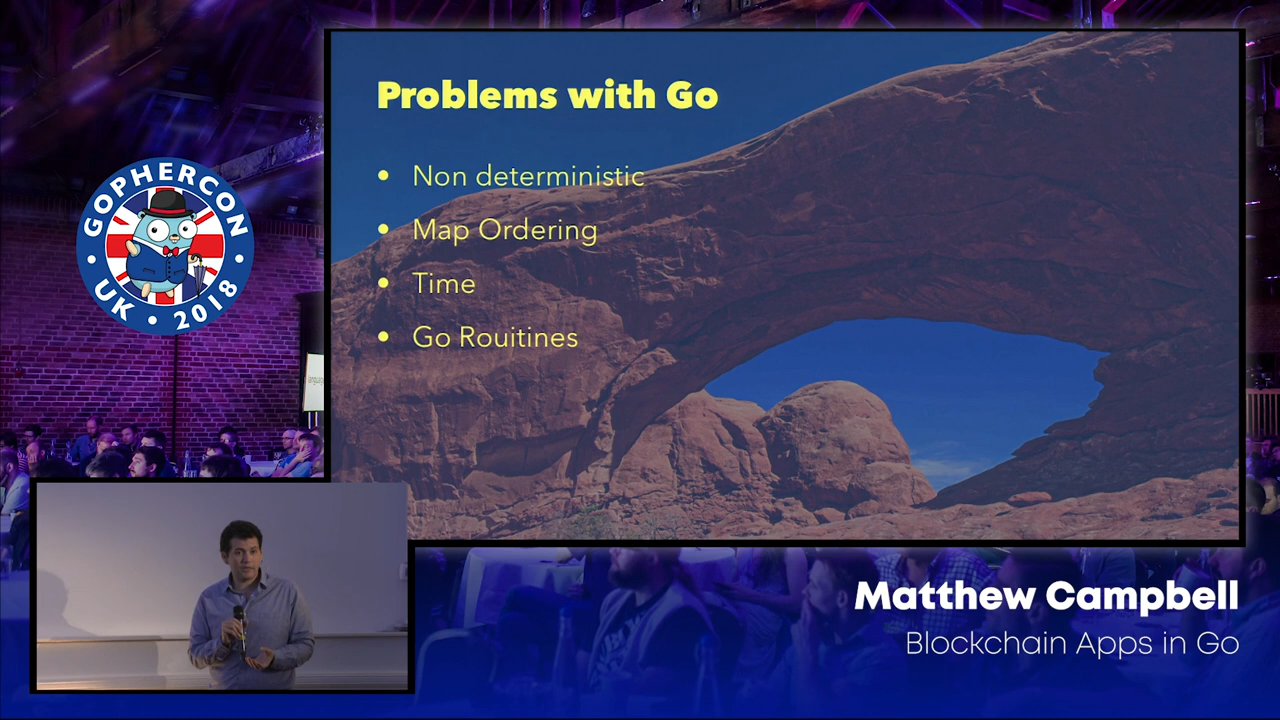 GOPHERCON
UK • 2018
Problems with Go
• Non deterministic
• Map Ordering
• Time
• Go Rouitines
Matthew Campbell
Blockchain Apps in Go